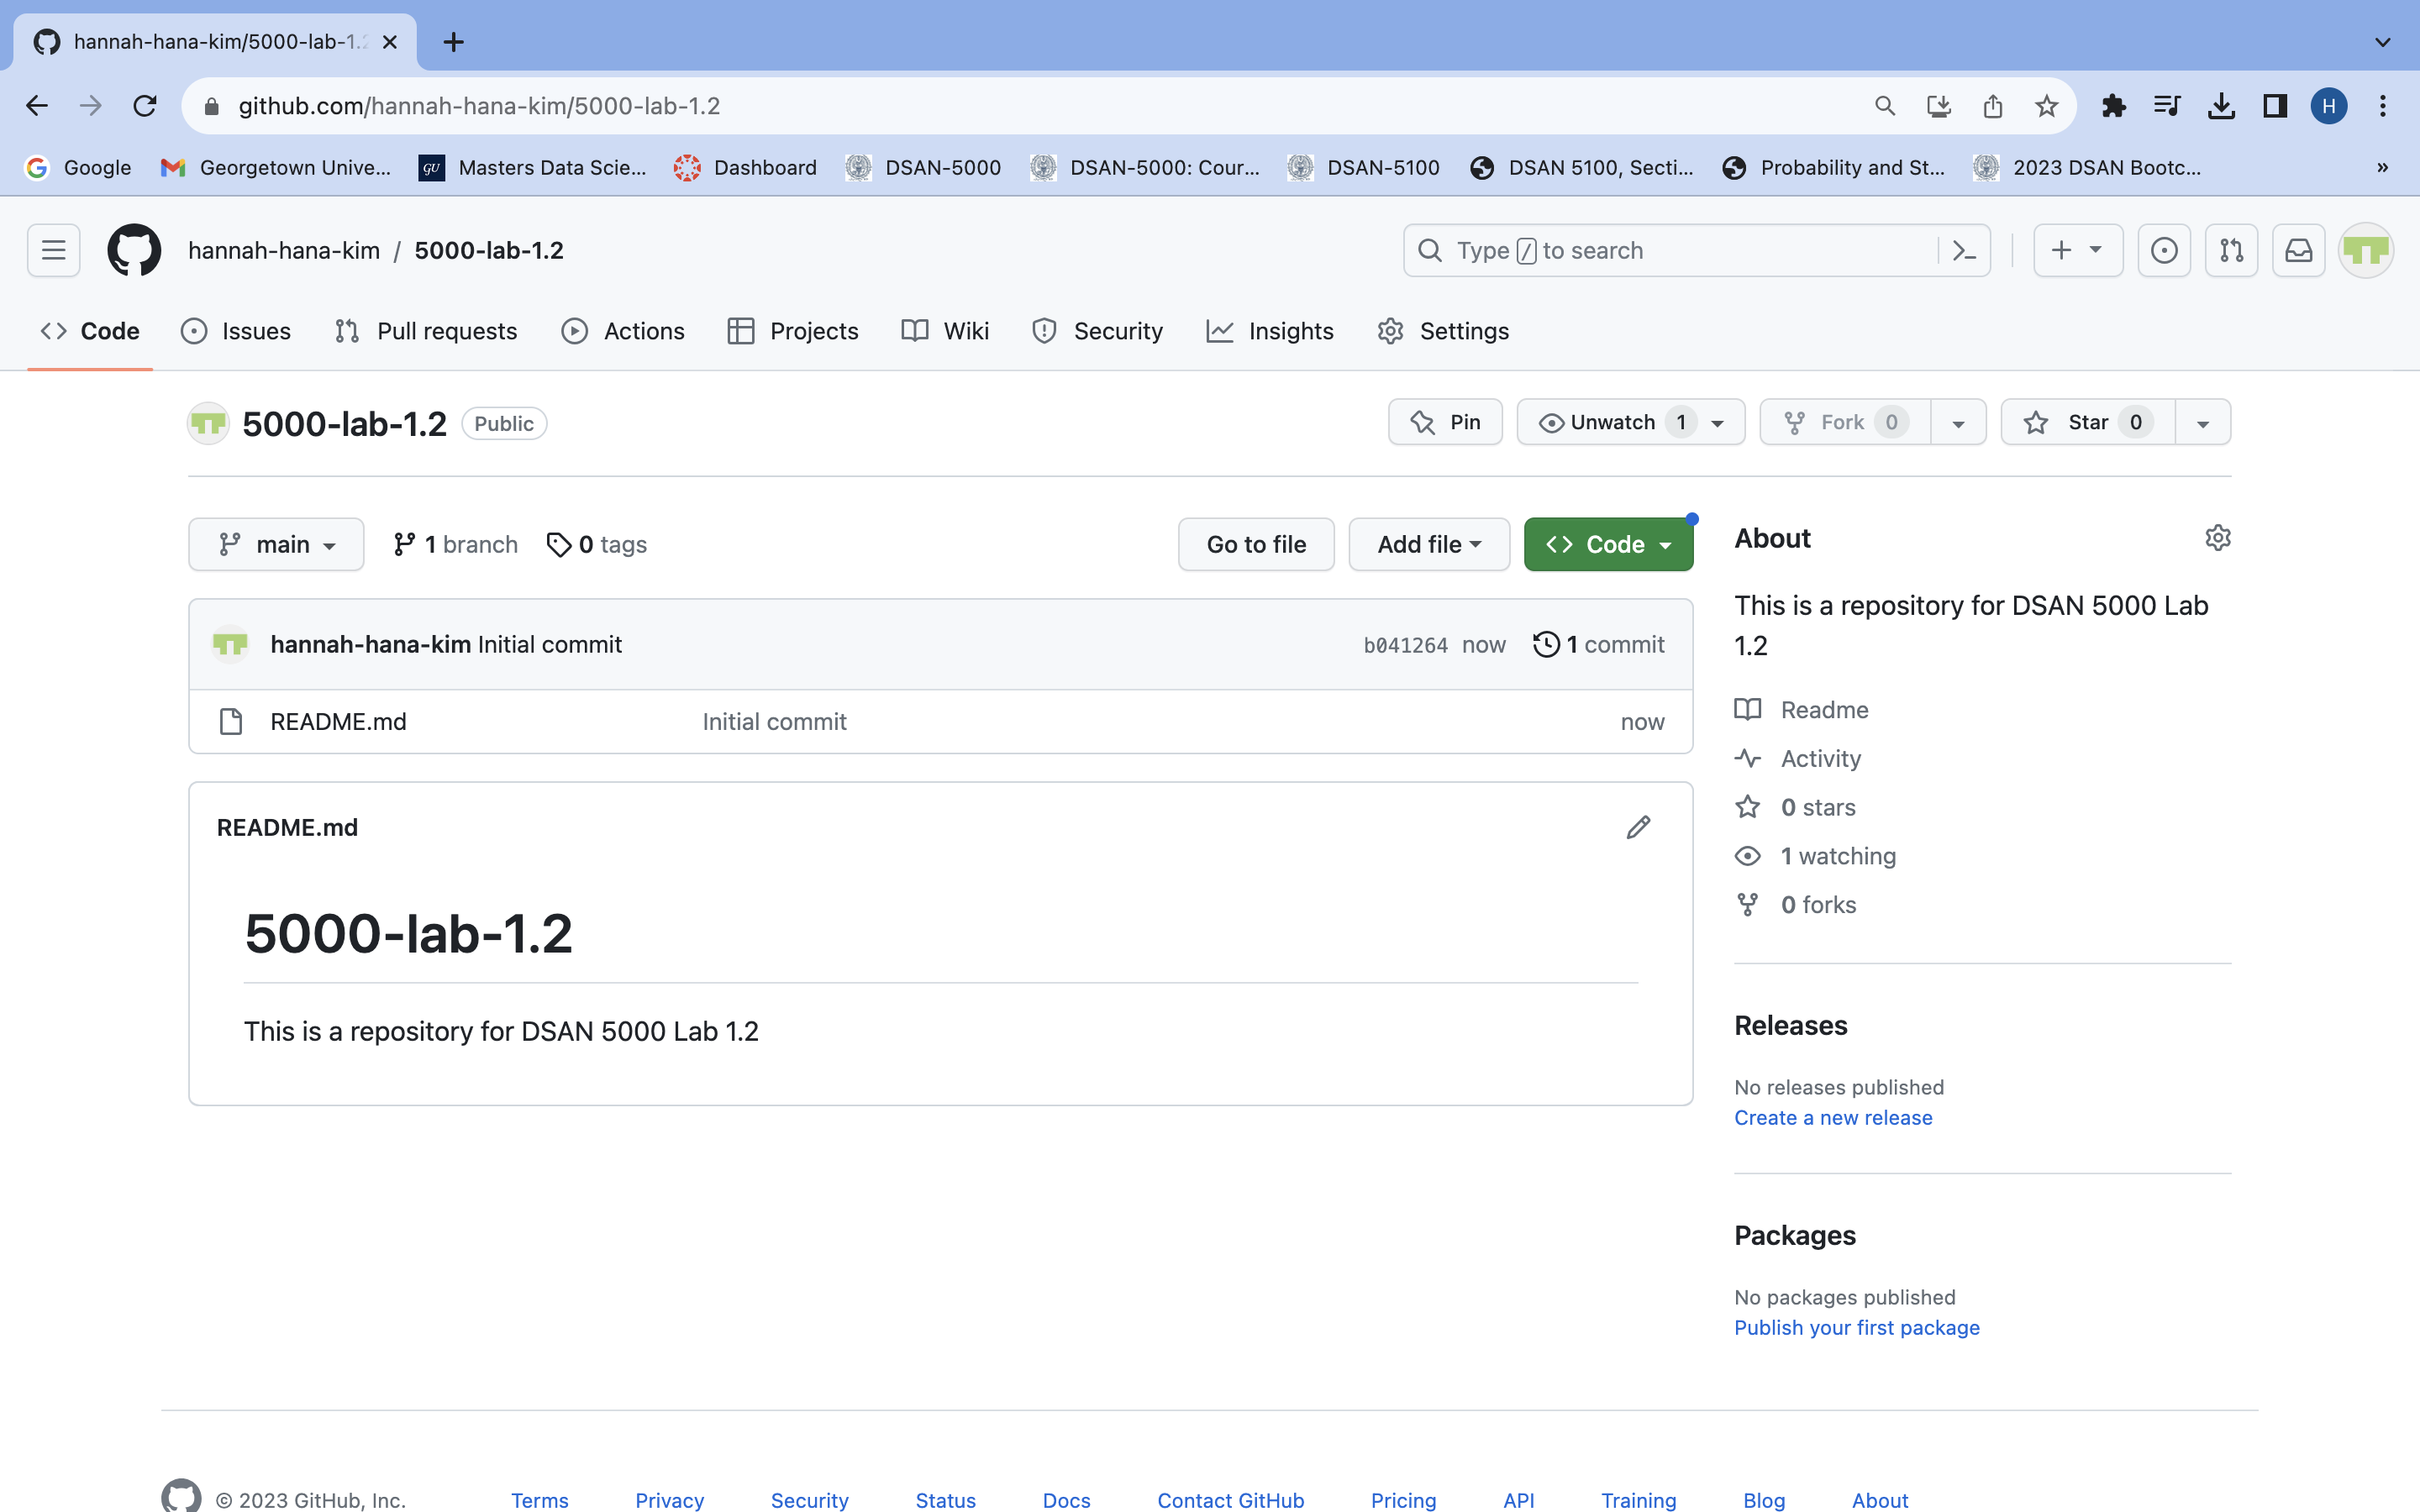 hannah-hana-kim/5000-lab-1.2
github.com/hannah-hana-kim/5000-lab-1.2
Google Georgetown Unive... GU Masters Data Scie... Dashboard DSAN-5000 DSAN-5000: Cour... DSAN-5100 DSAN 5100, Secti... Probability and St... 2023 DSAN Bootc... »
H
hannah-hana-kim / 5000-lab-1.2
Type / to search
Code Issues Pull requests Actions Projects Wiki Security Insights Settings
5000-lab-1.2 Public
Pin Unwatch 1 Fork 0 Star 0
main 1 branch 0 tags Go to file Add file Code
hannah-hana-kim Initial commit b041264 now 1 commit
README.md Initial commit now
README.md
5000-lab-1.2
This is a repository for DSAN 5000 Lab 1.2
About
This is a repository for DSAN 5000 Lab
1.2
Readme
Activity
0 stars
1 watching
0 forks
Releases
No releases published
Create a new release
Packages
No packages published
Publish your first package
© 2023 GitHub, Inc. Terms Privacy Security Status Docs Contact GitHub Pricing API Training Blog About